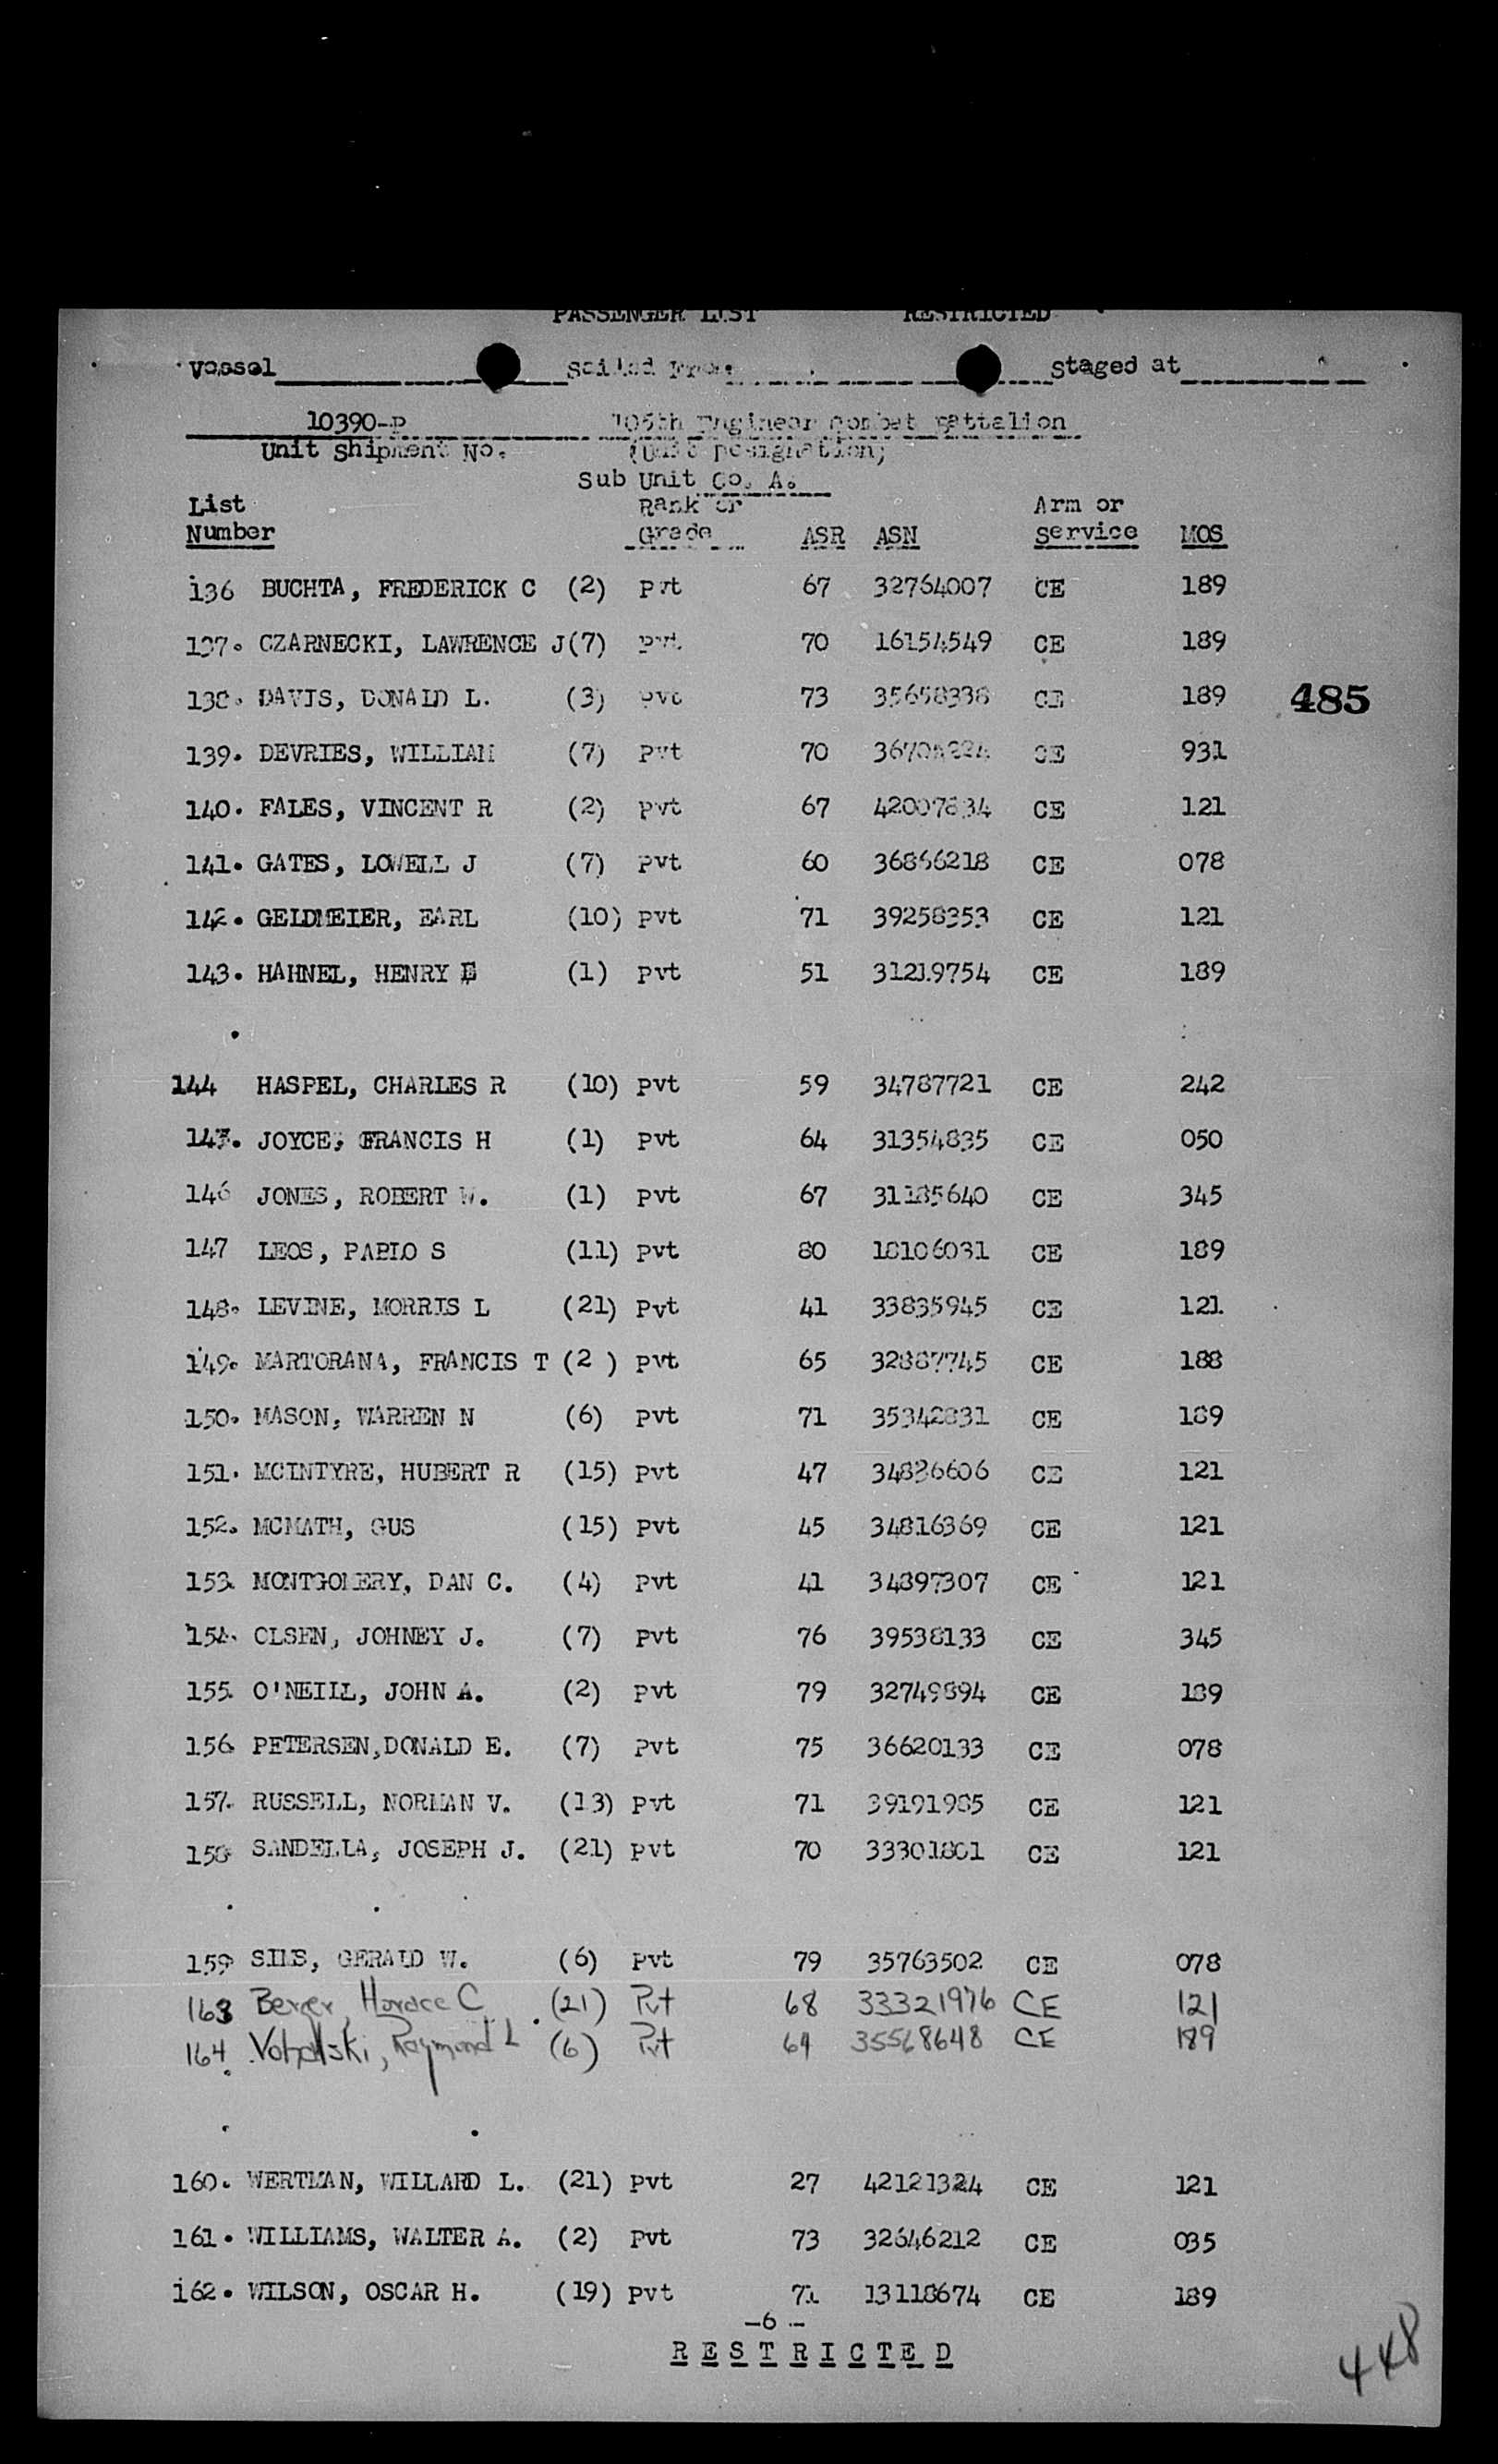 PASSENGER LIST RESTRICTED
Vessel Sailed From: Staged at
10390-P 106th Engineer Combat Battalion
Unit Shipment No. (Unit Designation)
Sub Unit Co. A.
List Rank or Arm or
Number Grade ASR ASN Service MOS
136 BUCHTA, FREDERICK C (2) Pvt 67 32764007 CE 189
137. CZARNECKI, LAWRENCE J(7) Pvt 70 16154549 CE 189
138. DAVIS, DONALD L. (3) Pvt 73 35658338 CE 189 485
139. DEVRIES, WILLIAM (7) Pvt 70 CE 931
140. FALES, VINCENT R (2) Pvt 67 42007834 CE 121
141. GATES, LOWELL J (7) Pvt 60 36866218 CE 078
142. GELDMEIER, EARL (10) Pvt 71 39258353 CE 121
143. HAHNEL, HENRY E (1) Pvt 51 31219754 CE 189
144 HASPEL, CHARLES R (10) Pvt 59 34787721 CE 242
JOYCE, FRANCIS H (1) Pvt 64 31354835 CE 050
146 JONES, ROBERT W. (1) Pvt 67 31185640 CE 345
147 LEOS, PABLO S (11) Pvt 80 18106031 CE 189
148. LEVINE, MORRIS L (21) Pvt 41 33835945 CE 121
149. MARTORANA, FRANCIS T (2 ) Pvt 65 32887745 CE 188
150. MASON, WARREN N (6) Pvt 71 35342831 CE 189
151. MCINTYRE, HUBERT R (15) Pvt 47 34836606 CE 121
152. MCMATH, GUS (15) Pvt 45 34816369 CE 121
153. MONTGOMERY, DAN C. (4) Pvt 41 34897307 CE 121
154. OLSEN, JOHNEY J. (7) Pvt 76 39538133 CE 345
155. O'NEILL, JOHN A. (2) Pvt 79 32749894 CE 189
156. PETERSEN,DONALD E. (7) Pvt 75 36620133 CE 078
157. RUSSELL, NORMAN V. (13) Pvt 71 39191985 CE 121
158 SANDELLA, JOSEPH J. (21) Pvt 70 33301801 CE 121
159 SILS, GERALD W. (6) Pvt 79 35763502 CE 078
163 Berger, Horace C (21) Pvt 68 33321976 CE 121
164 Raymond L (6) Pvt 64 35568648 CE 189
160. WERTMAN, WILLARD L. (21) Pvt 27 42121324 CE 121
161. WILLIAMS, WALTER A. (2) Pvt 73 32646212 CE 035
162. WILSON, OSCAR H. (19) Pvt 71 13118674 CE 189
-6-
RESTRICTED
448